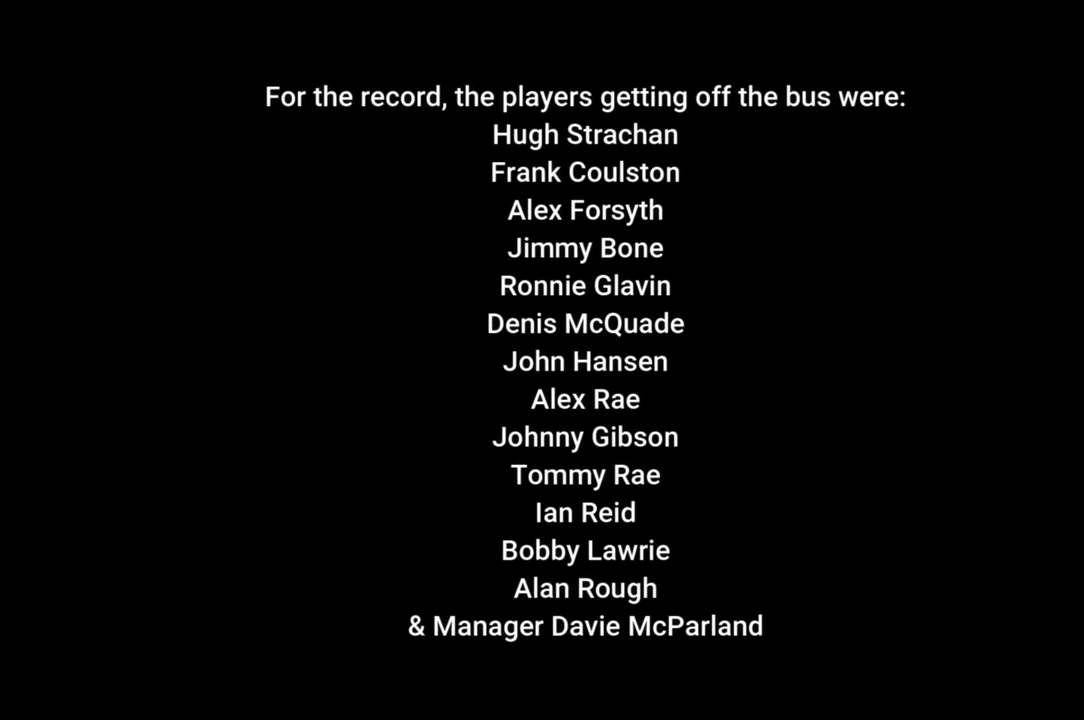 For the record, the players getting off the bus were:
Hugh Strachan
Frank Coulston
Alex Forsyth
Jimmy Bone
Ronnie Glavin
Denis McQuade
John Hansen
Alex Rae
Johnny Gibson
Tommy Rae
Ian Reid
Bobby Lawrie
Alan Rough
& Manager Davie McParland